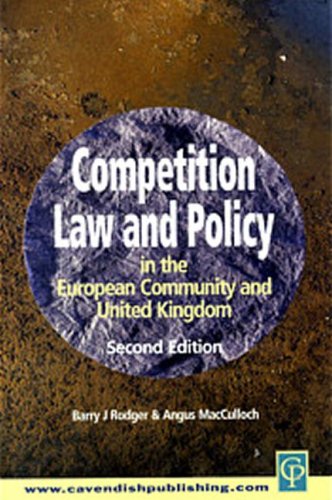 Competition
Law and Policy
in the
European Community and
United Kingdom
Second Edition
Barry J Rodger & Angus MacCulloch
www.cavendishpublishing.com